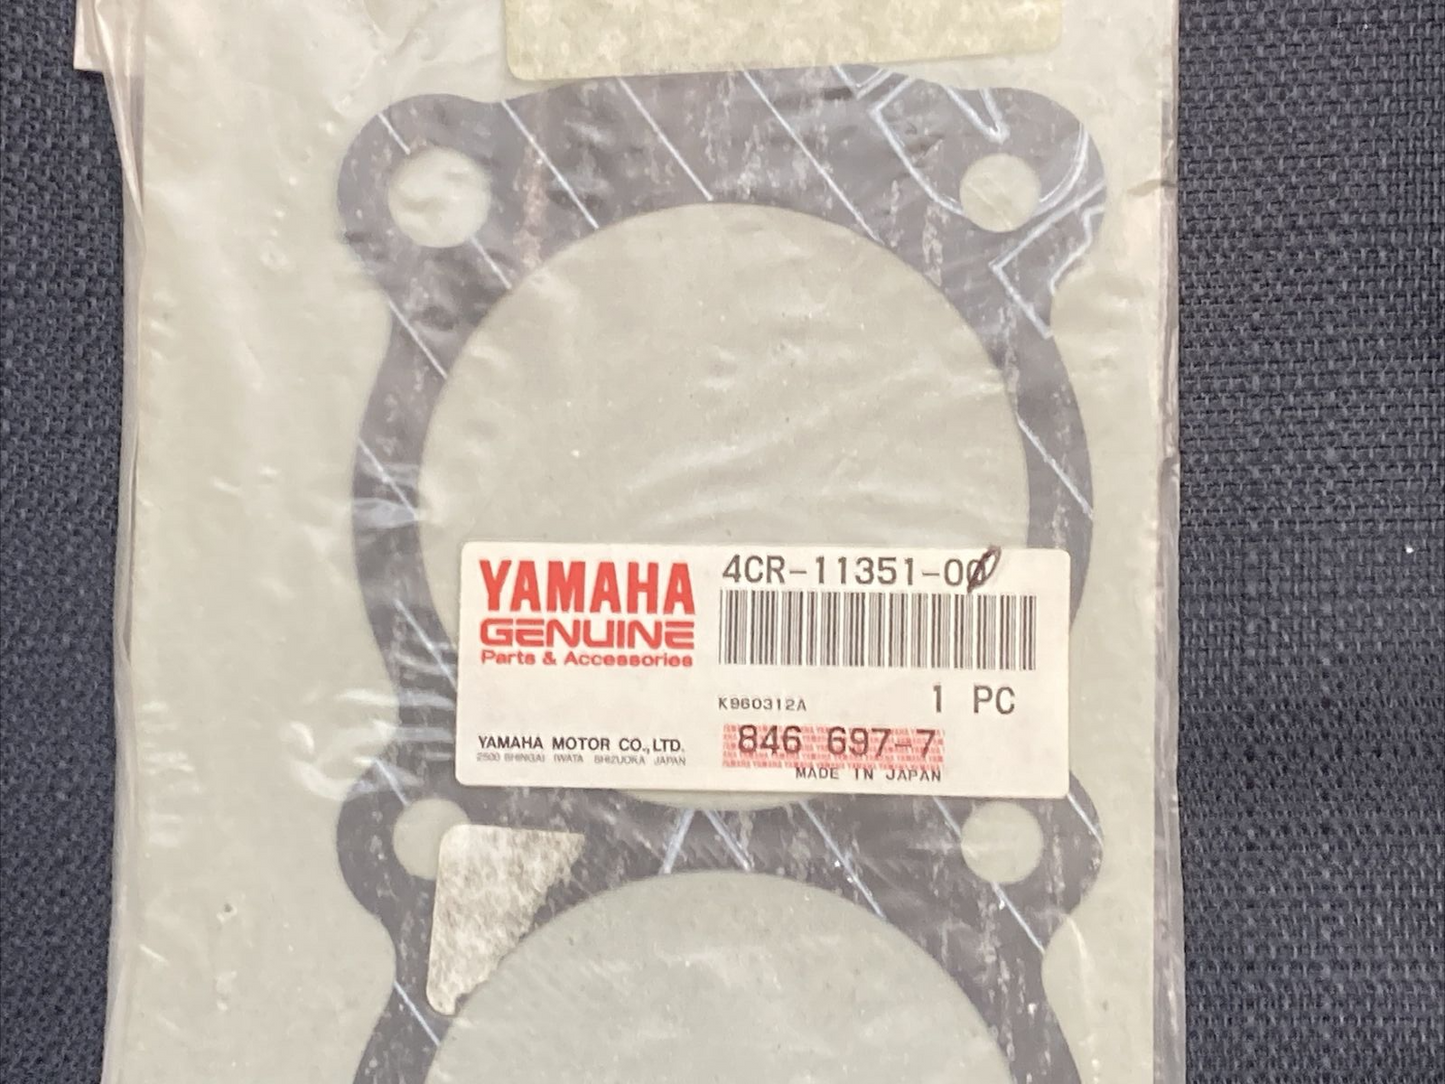 YAMAHA
GENUINE
Parts & Accessories
4CR-11351-00
K960312A
1 PC
846 697-7
YAMAHA MOTOR CO., LTD.
2500 SHINGAI IWATA SHIZUOKA JAPAN
MADE IN JAPAN